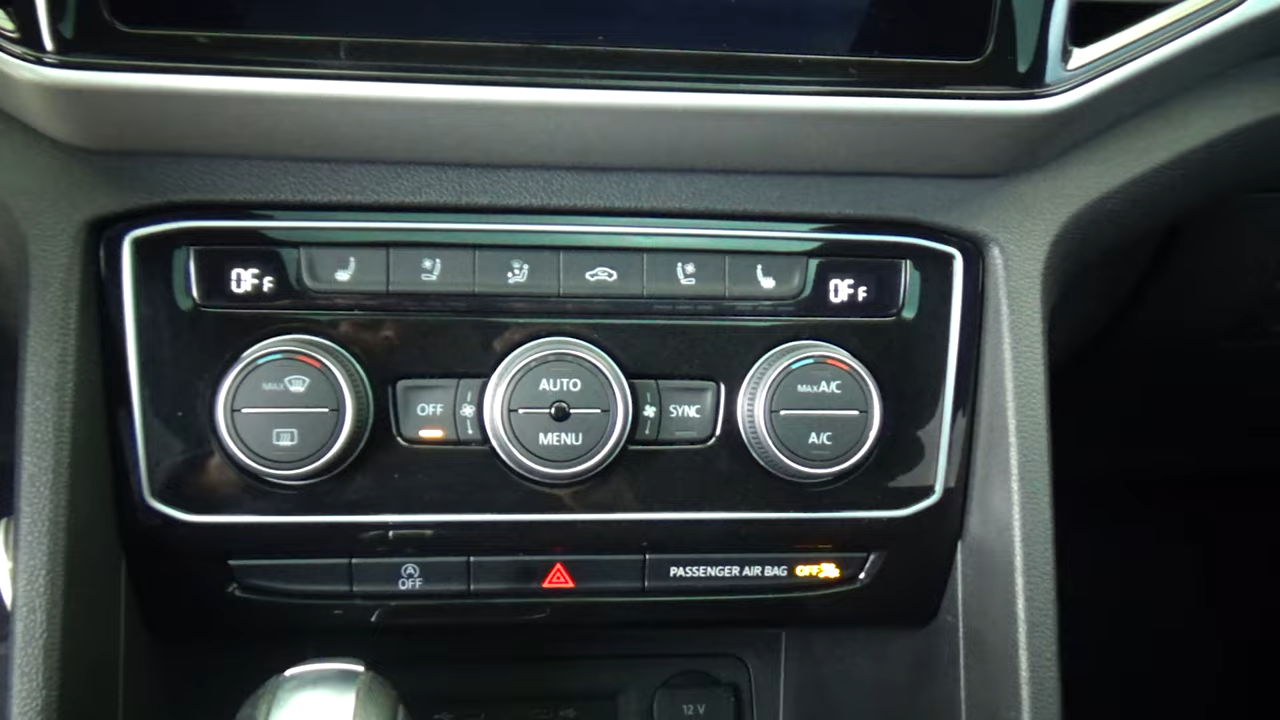 OFF
OFF
MAX
OFF
AUTO
MENU
SYNC
MAX A/C
A/C
OFF
PASSENGER AIR BAG OFF
12 V